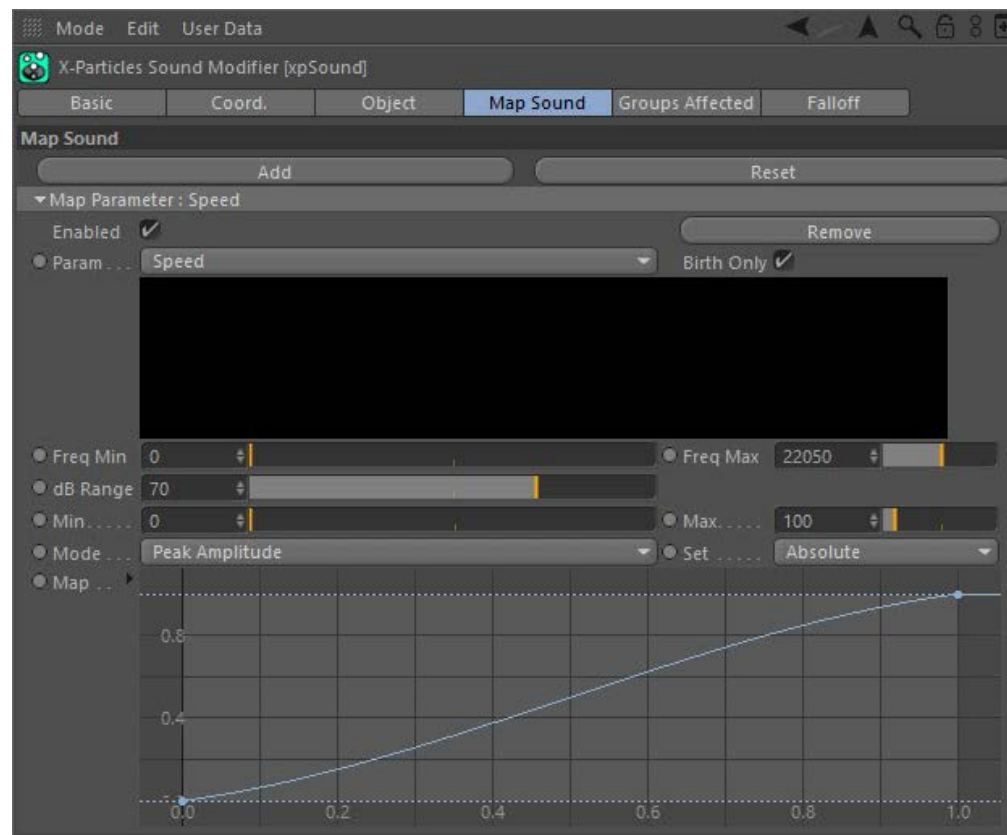 Mode Edit User Data
X-Particles Sound Modifier [xpSound]
Basic Coord. Object Map Sound Groups Affected Falloff
Map Sound
Add Reset
Map Parameter : Speed
Enabled Remove
Param . . . Speed Birth Only
Freq Min 0 Freq Max 22050
dB Range 70
Min. . . . . 0 Max. . . . . 100
Mode . . . Peak Amplitude Set . . . . . Absolute
Map . .
0.8
0.4
0.0 0.2 0.4 0.6 0.8 1.0